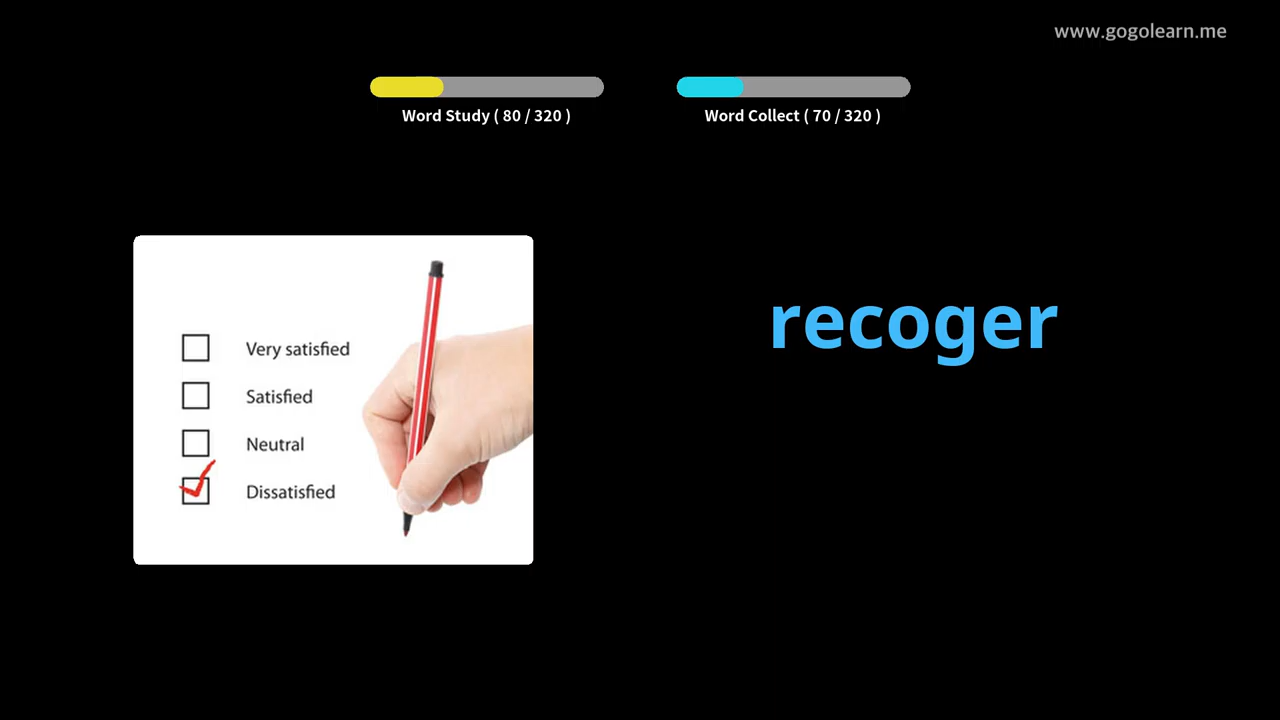 www.gogolearn.me
Word Study ( 80 / 320 )
Word Collect ( 70 / 320 )
recoger
Very satisfied
Satisfied
Neutral
Dissatisfied